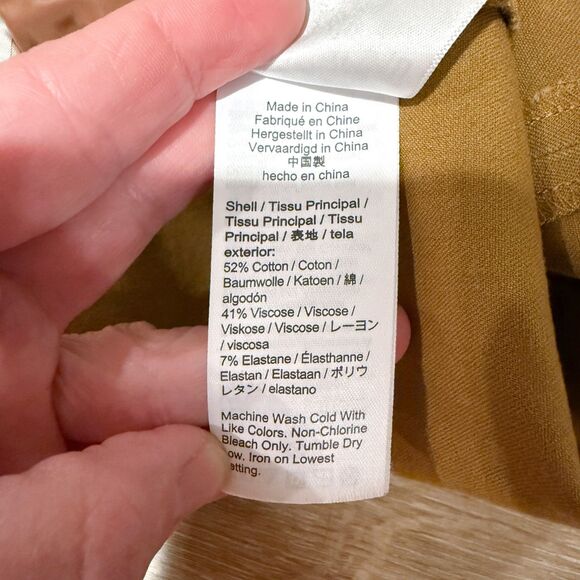 Made in China
Fabriqué en Chine
Hergestellt in China
Vervaardigd in China
中国製
hecho en china
Shell / Tissu Principal /
Tissu Principal / Tissu
Principal / 表地 / tela
exterior:
52% Cotton / Coton /
Baumwolle / Katoen / 綿 /
algodón
41% Viscose / Viscose /
Viskose / Viscose / レーヨン
/ viscosa
7% Elastane / Élasthanne /
Elastan / Elastaan / ポリウ
レタン / elastano
Machine Wash Cold With
Like Colors. Non-Chlorine
Bleach Only. Tumble Dry
ow. Iron on Lowest
etting.